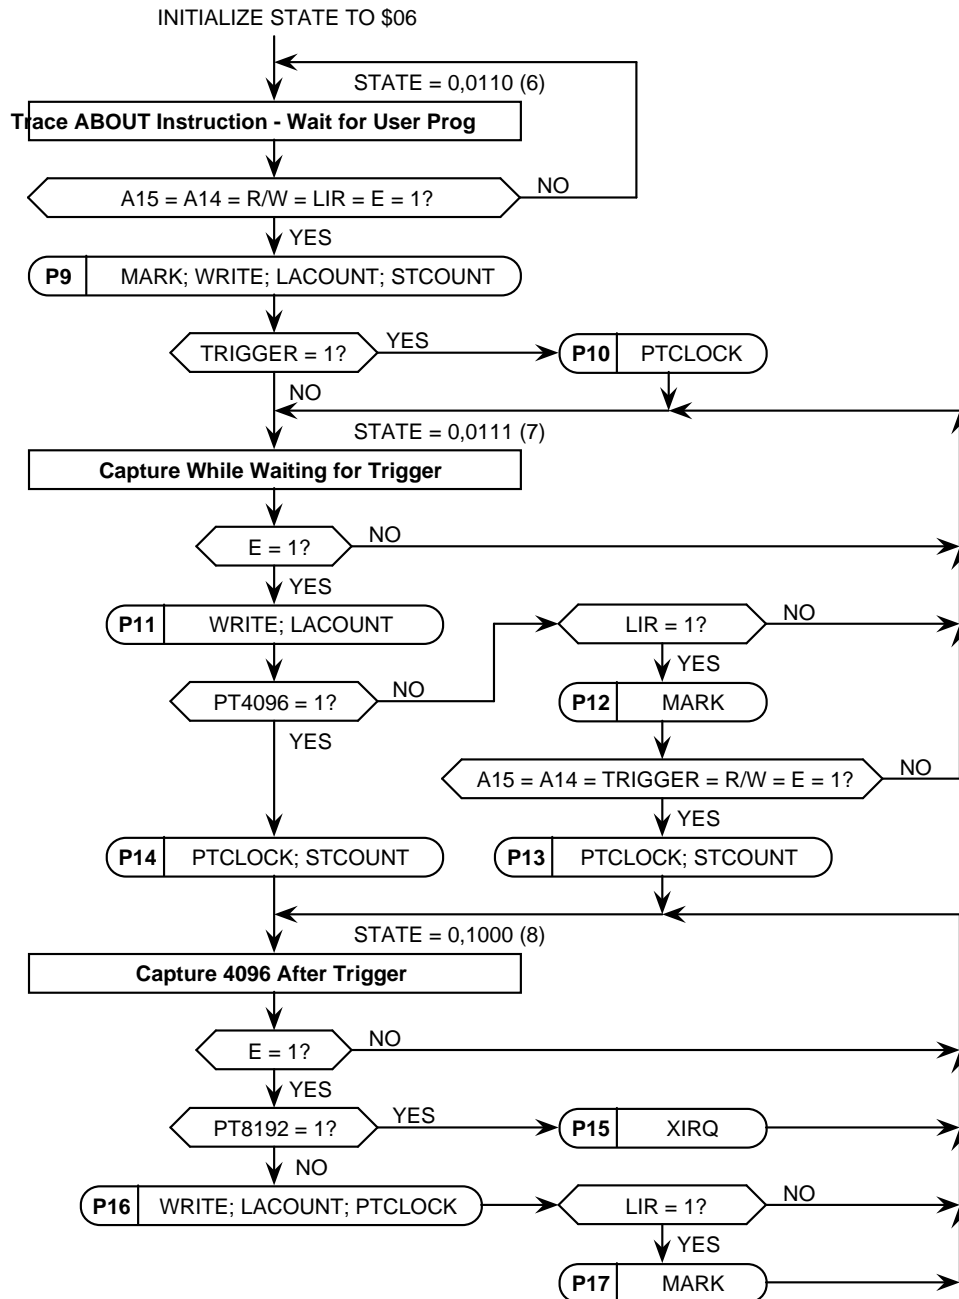 INITIALIZE STATE TO $06
STATE = 0,0110 (6)
Trace ABOUT Instruction - Wait for User Prog
A15 = A14 = R/W = LIR = E = 1?
NO
YES
P9 MARK; WRITE; LACOUNT; STCOUNT
TRIGGER = 1?
YES
P10 PTCLOCK
NO
STATE = 0,0111 (7)
Capture While Waiting for Trigger
E = 1?
NO
YES
P11 WRITE; LACOUNT
LIR = 1?
NO
YES
PT4096 = 1?
NO
P12 MARK
YES
A15 = A14 = TRIGGER = R/W = E = 1?
NO
YES
P14 PTCLOCK; STCOUNT
P13 PTCLOCK; STCOUNT
STATE = 0,1000 (8)
Capture 4096 After Trigger
E = 1?
NO
YES
PT8192 = 1?
YES
P15 XIRQ
NO
P16 WRITE; LACOUNT; PTCLOCK
LIR = 1?
NO
YES
P17 MARK